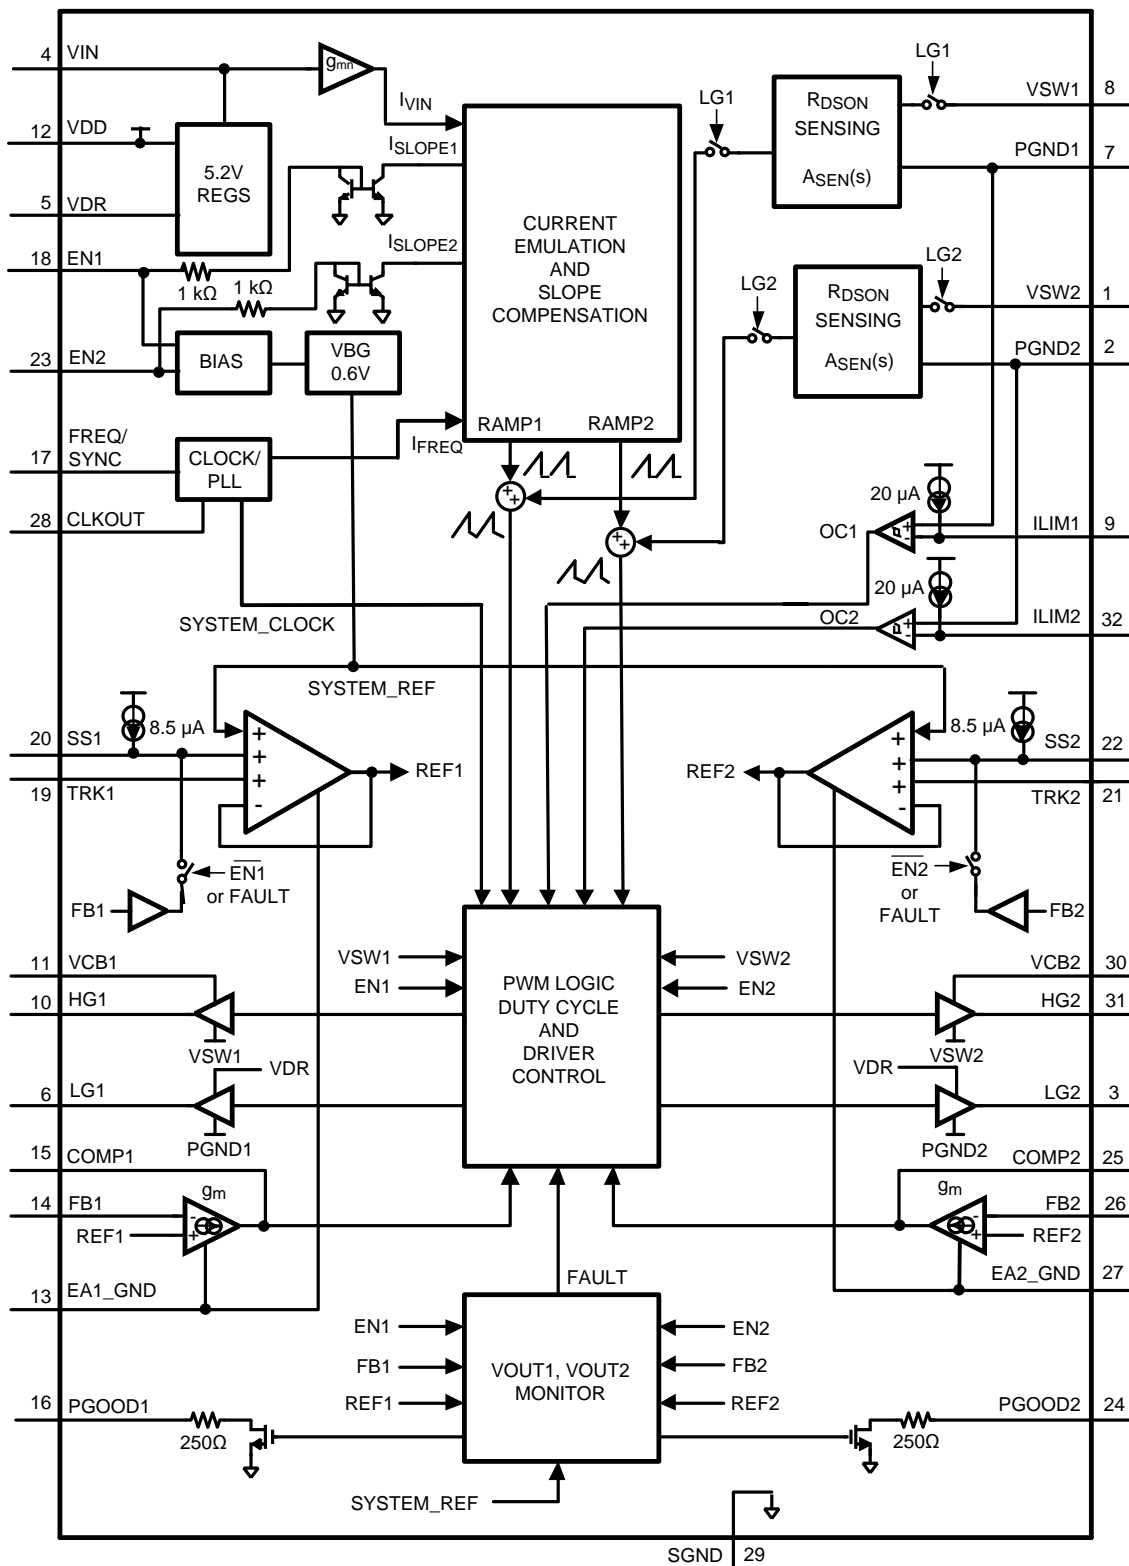 4 VIN
gmn
IVIN
12 VDD
5.2V
REGS
ISLOPE1
5 VDR
18 EN1
1 kΩ
1 kΩ
ISLOPE2
23 EN2
BIAS
VBG
0.6V
CURRENT
EMULATION
AND
SLOPE
COMPENSATION
RAMP1
RAMP2
LG1
RDSON
SENSING
ASEN(s)
LG1
VSW1 8
PGND1 7
LG2
RDSON
SENSING
ASEN(s)
LG2
VSW2 1
PGND2 2
17 FREQ/
SYNC
CLOCK/
PLL
IFREQ
28 CLKOUT
+
+
+
+
20 µA
OC1
+
-
ILIM1 9
20 µA
OC2
+
-
ILIM2 32
SYSTEM_CLOCK
SYSTEM_REF
8.5 µA
20 SS1
19 TRK1
+
+
+
-
REF1
EN1
or FAULT
FB1
8.5 µA
SS2 22
TRK2 21
+
+
+
-
REF2
EN2
or
FAULT
FB2
11 VCB1
10 HG1
VSW1
VDR
6 LG1
PGND1
VSW1
EN1
PWM LOGIC
DUTY CYCLE
AND
DRIVER
CONTROL
VSW2
EN2
VCB2 30
HG2 31
VSW2
VDR
LG2 3
PGND2
15 COMP1
gm
14 FB1
-
+
REF1
13 EA1_GND
COMP2 25
gm
FB2 26
-
+
REF2
EA2_GND 27
FAULT
EN1
FB1
REF1
VOUT1, VOUT2
MONITOR
EN2
FB2
REF2
16 PGOOD1
250Ω
PGOOD2 24
250Ω
SYSTEM_REF
SGND 29